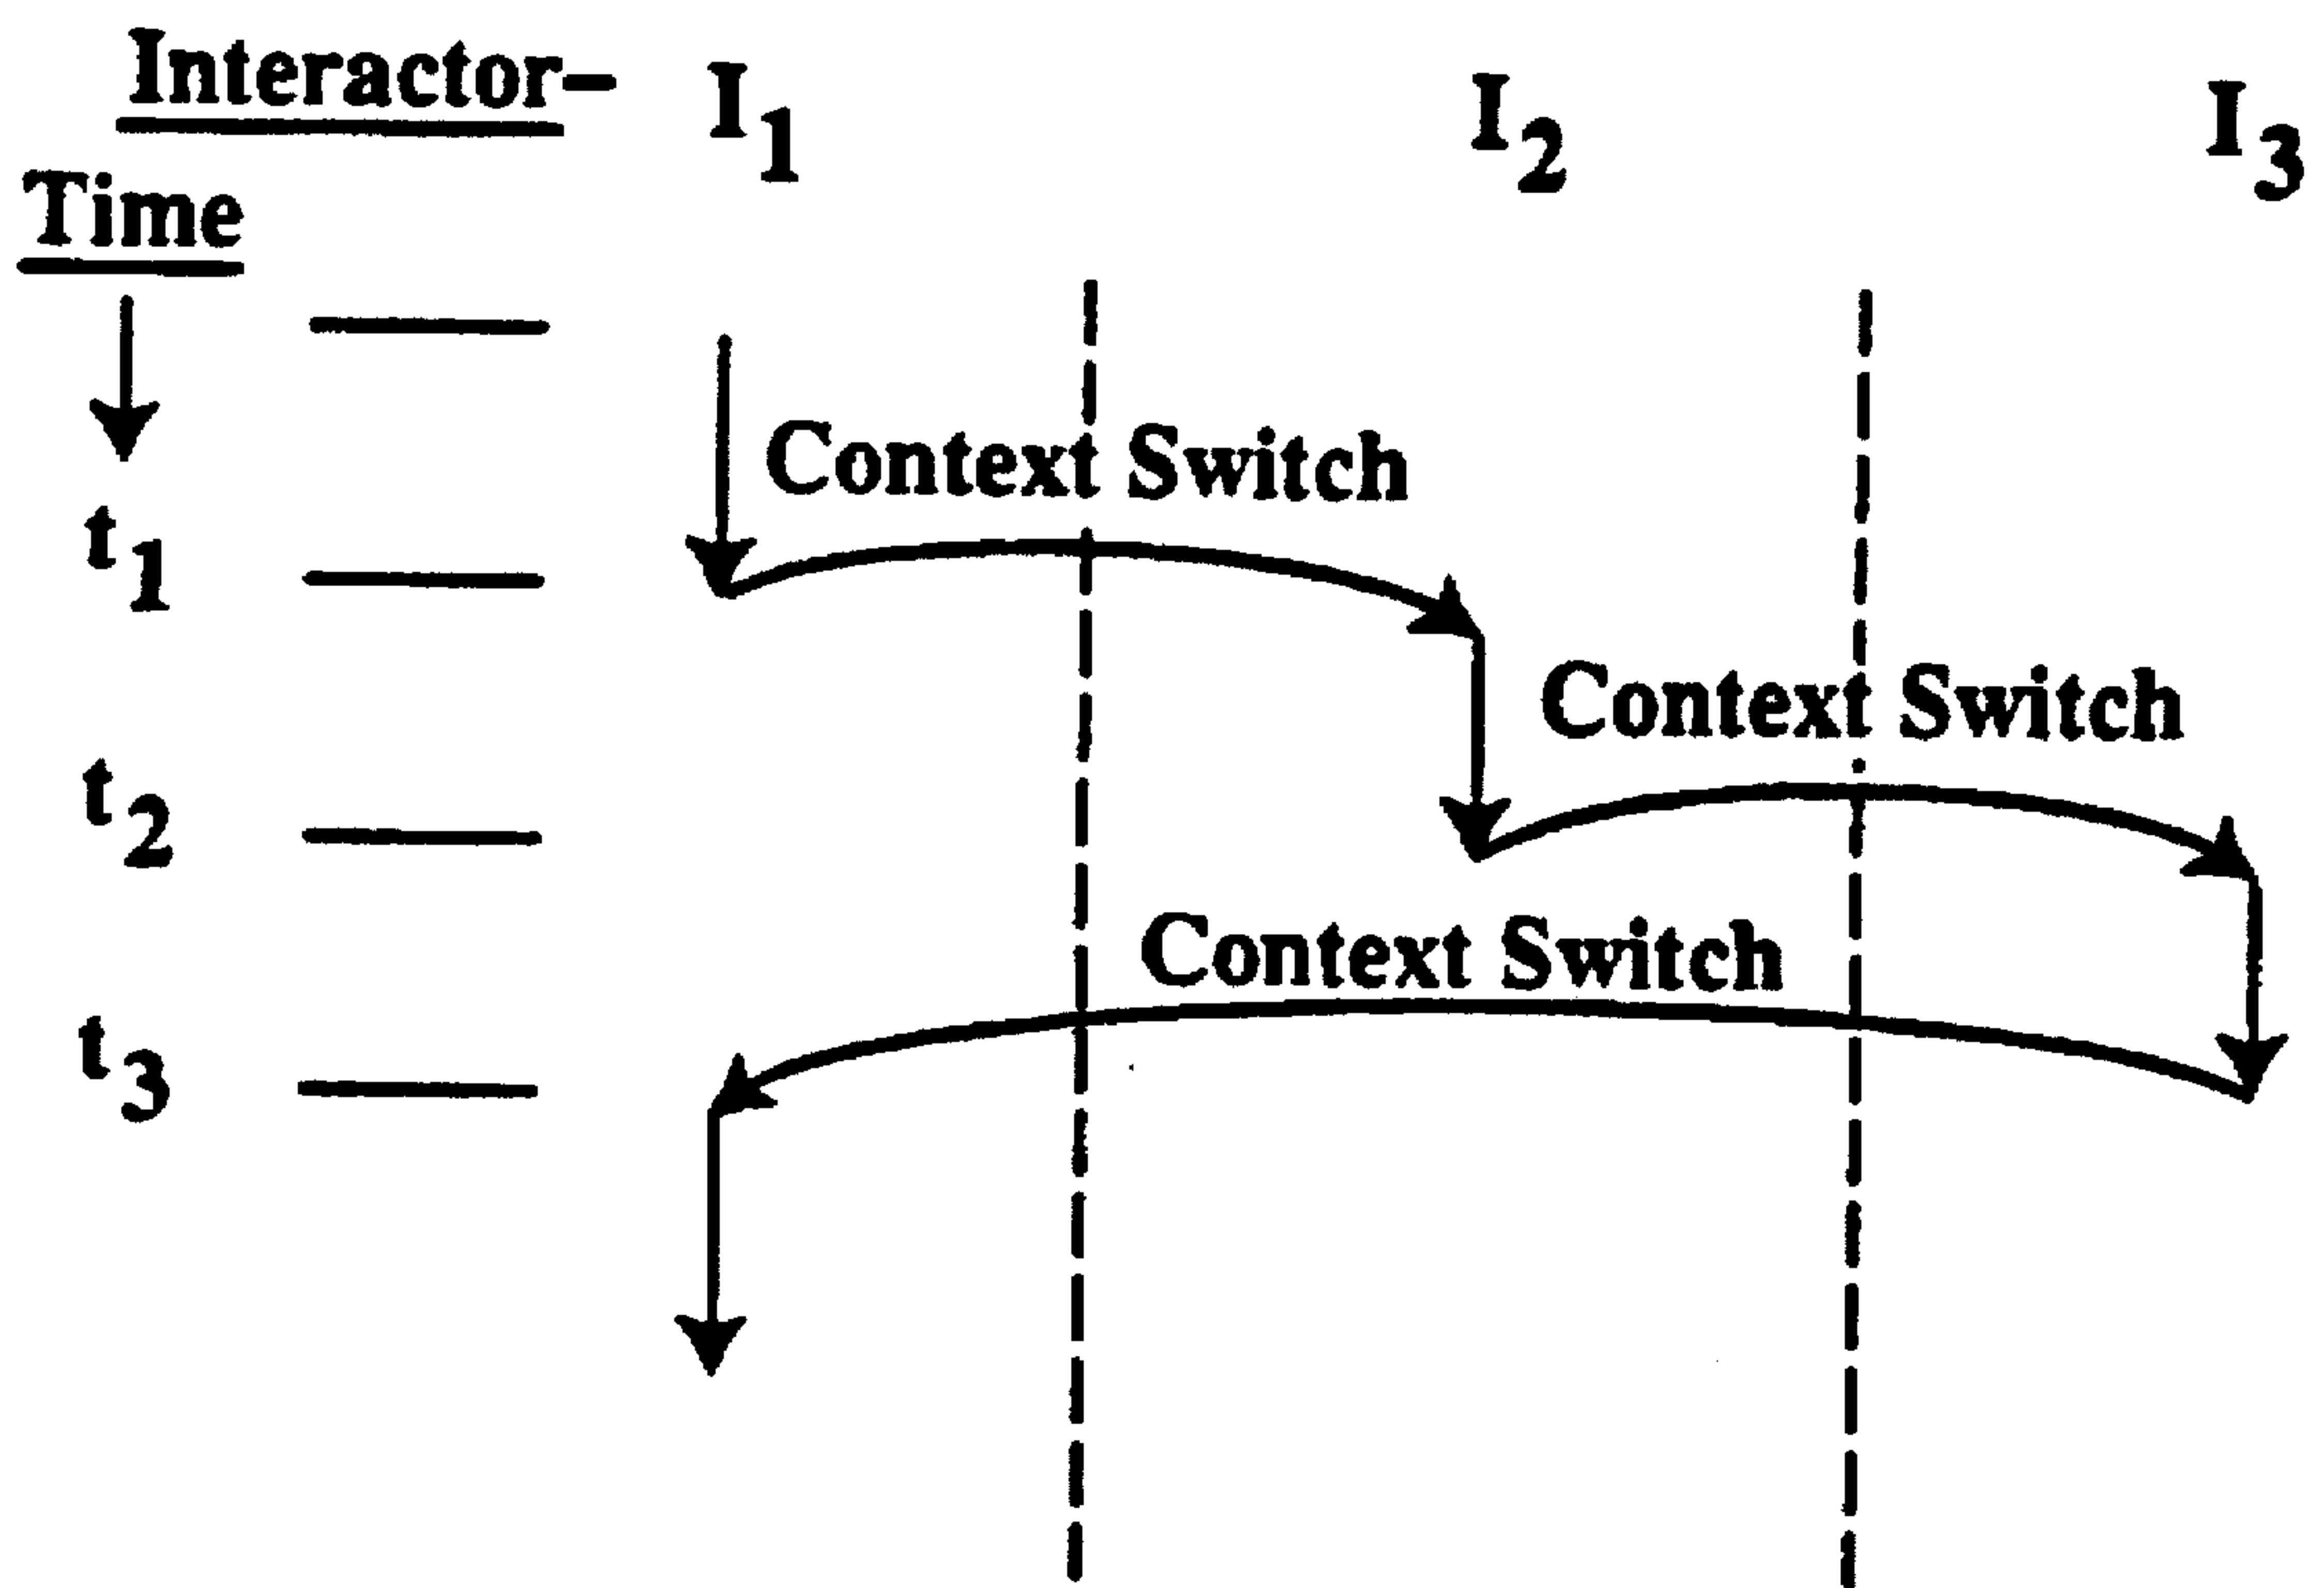 Interactor- I1 I2 I3
Time
Context Switch
t1
Context Switch
t2
Context Switch
t3